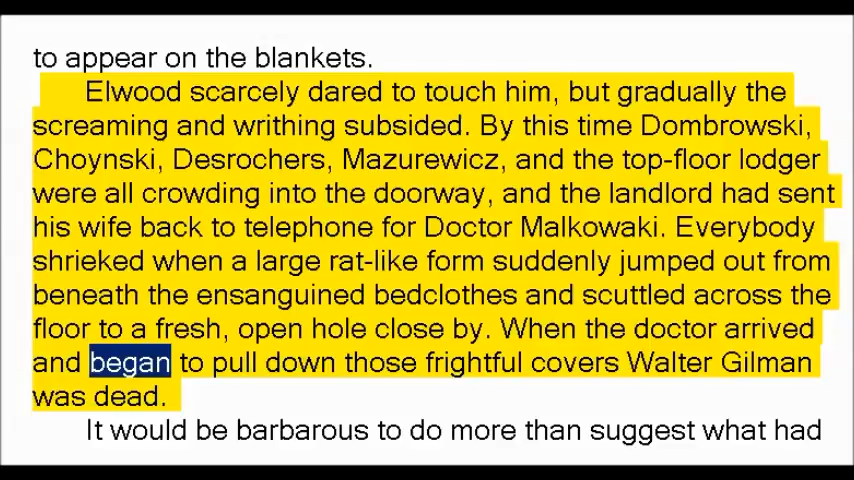 to appear on the blankets.
Elwood scarcely dared to touch him, but gradually the
screaming and writhing subsided. By this time Dombrowski,
Choynski, Desrochers, Mazurewicz, and the top-floor lodger
were all crowding into the doorway, and the landlord had sent
his wife back to telephone for Doctor Malkowaki. Everybody
shrieked when a large rat-like form suddenly jumped out from
beneath the ensanguined bedclothes and scuttled across the
floor to a fresh, open hole close by. When the doctor arrived
and began to pull down those frightful covers Walter Gilman
was dead.
It would be barbarous to do more than suggest what had